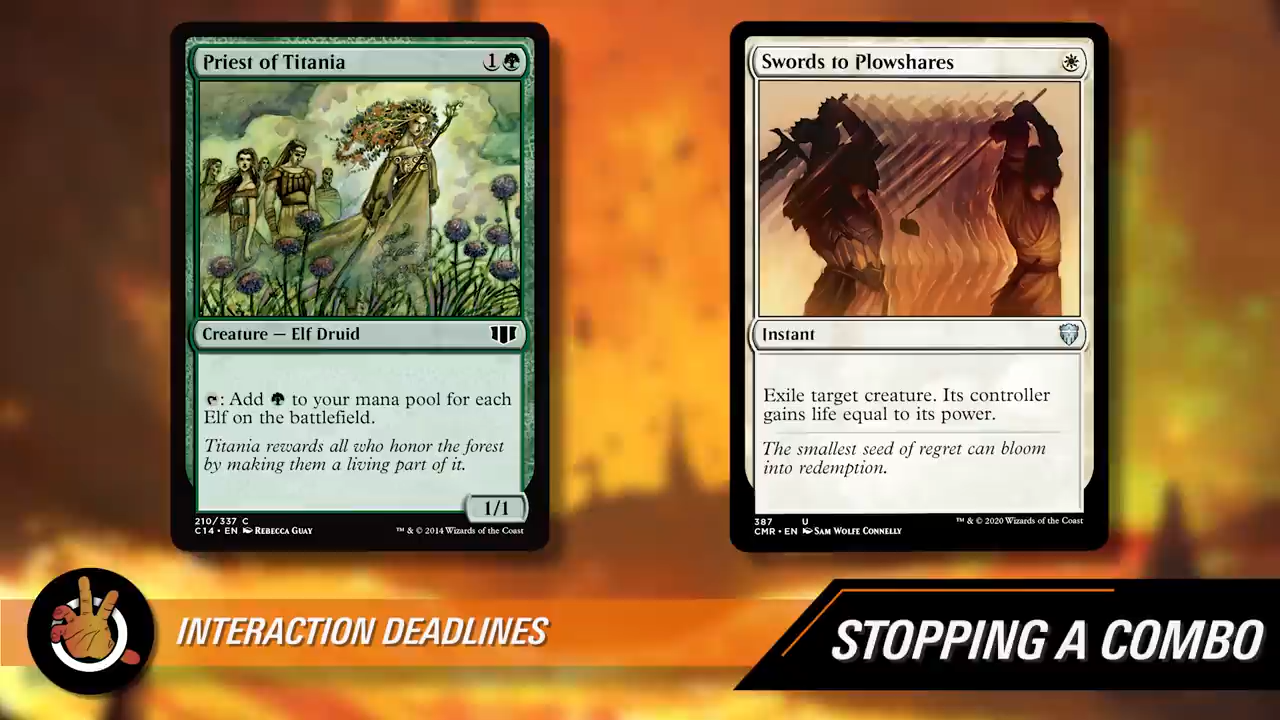 Priest of Titania 1
Creature — Elf Druid
: Add to your mana pool for each
Elf on the battlefield.
Titania rewards all who honor the forest
by making them a living part of it.
1/1
210/337 C
C14 • EN Rebecca Guay
™ & © 2014 Wizards of the Coast
Swords to Plowshares
Instant
Exile target creature. Its controller
gains life equal to its power.
The smallest seed of regret can bloom
into redemption.
387 U
CMR • EN Sam Wolfe Connelly
™ & © 2020 Wizards of the Coast
INTERACTION DEADLINES
STOPPING A COMBO